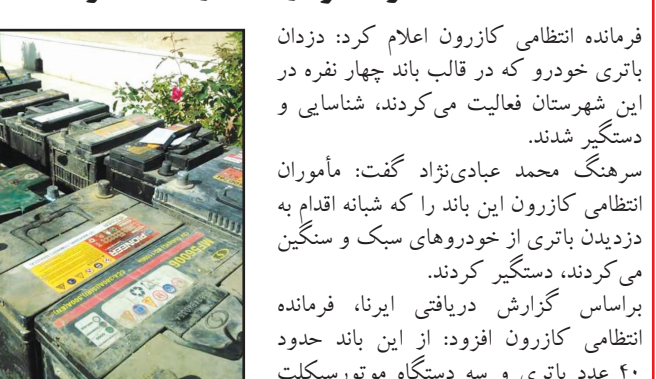 فرمانده انتظامی کازرون اعلام کرد: دزدان
باتری خودرو که در قالب باند چهار نفره در
این شهرستان فعالیت می‌کردند، شناسایی و
دستگیر شدند.
سرهنگ محمد عبادی‌نژاد گفت: مأموران
انتظامی کازرون این باند را که شبانه اقدام به
دزدیدن باتری از خودروهای سبک و سنگین
می‌کردند، دستگیر کردند.
براساس گزارش دریافتی ایرنا، فرمانده
انتظامی کازرون افزود: از این باند حدود
۴۰ عدد باتری و سه دستگاه موتورسیکلت
PIONEER